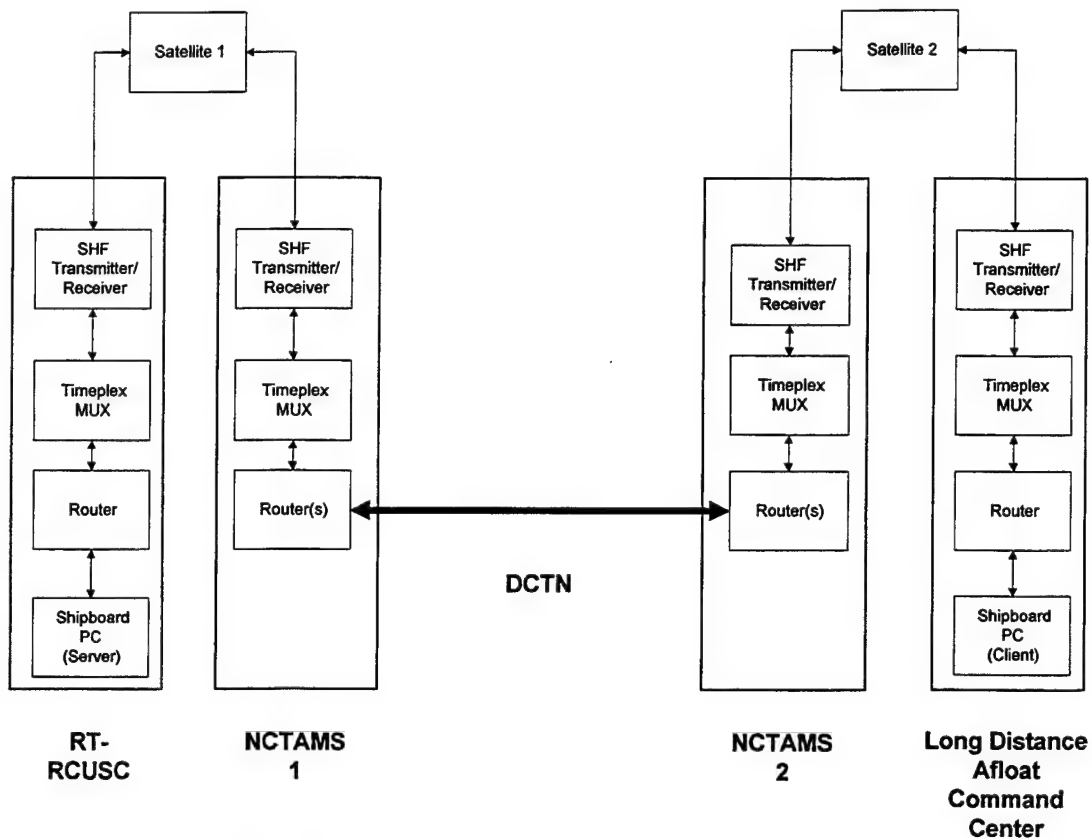 Satellite 1
Satellite 2
SHF
Transmitter/
Receiver
Timeplex
MUX
Router
Shipboard
PC
(Server)
RT-
RCUSC
SHF
Transmitter/
Receiver
Timeplex
MUX
Router(s)
NCTAMS
1
DCTN
SHF
Transmitter/
Receiver
Timeplex
MUX
Router(s)
NCTAMS
2
SHF
Transmitter/
Receiver
Timeplex
MUX
Router
Shipboard
PC
(Client)
Long Distance
Afloat
Command
Center